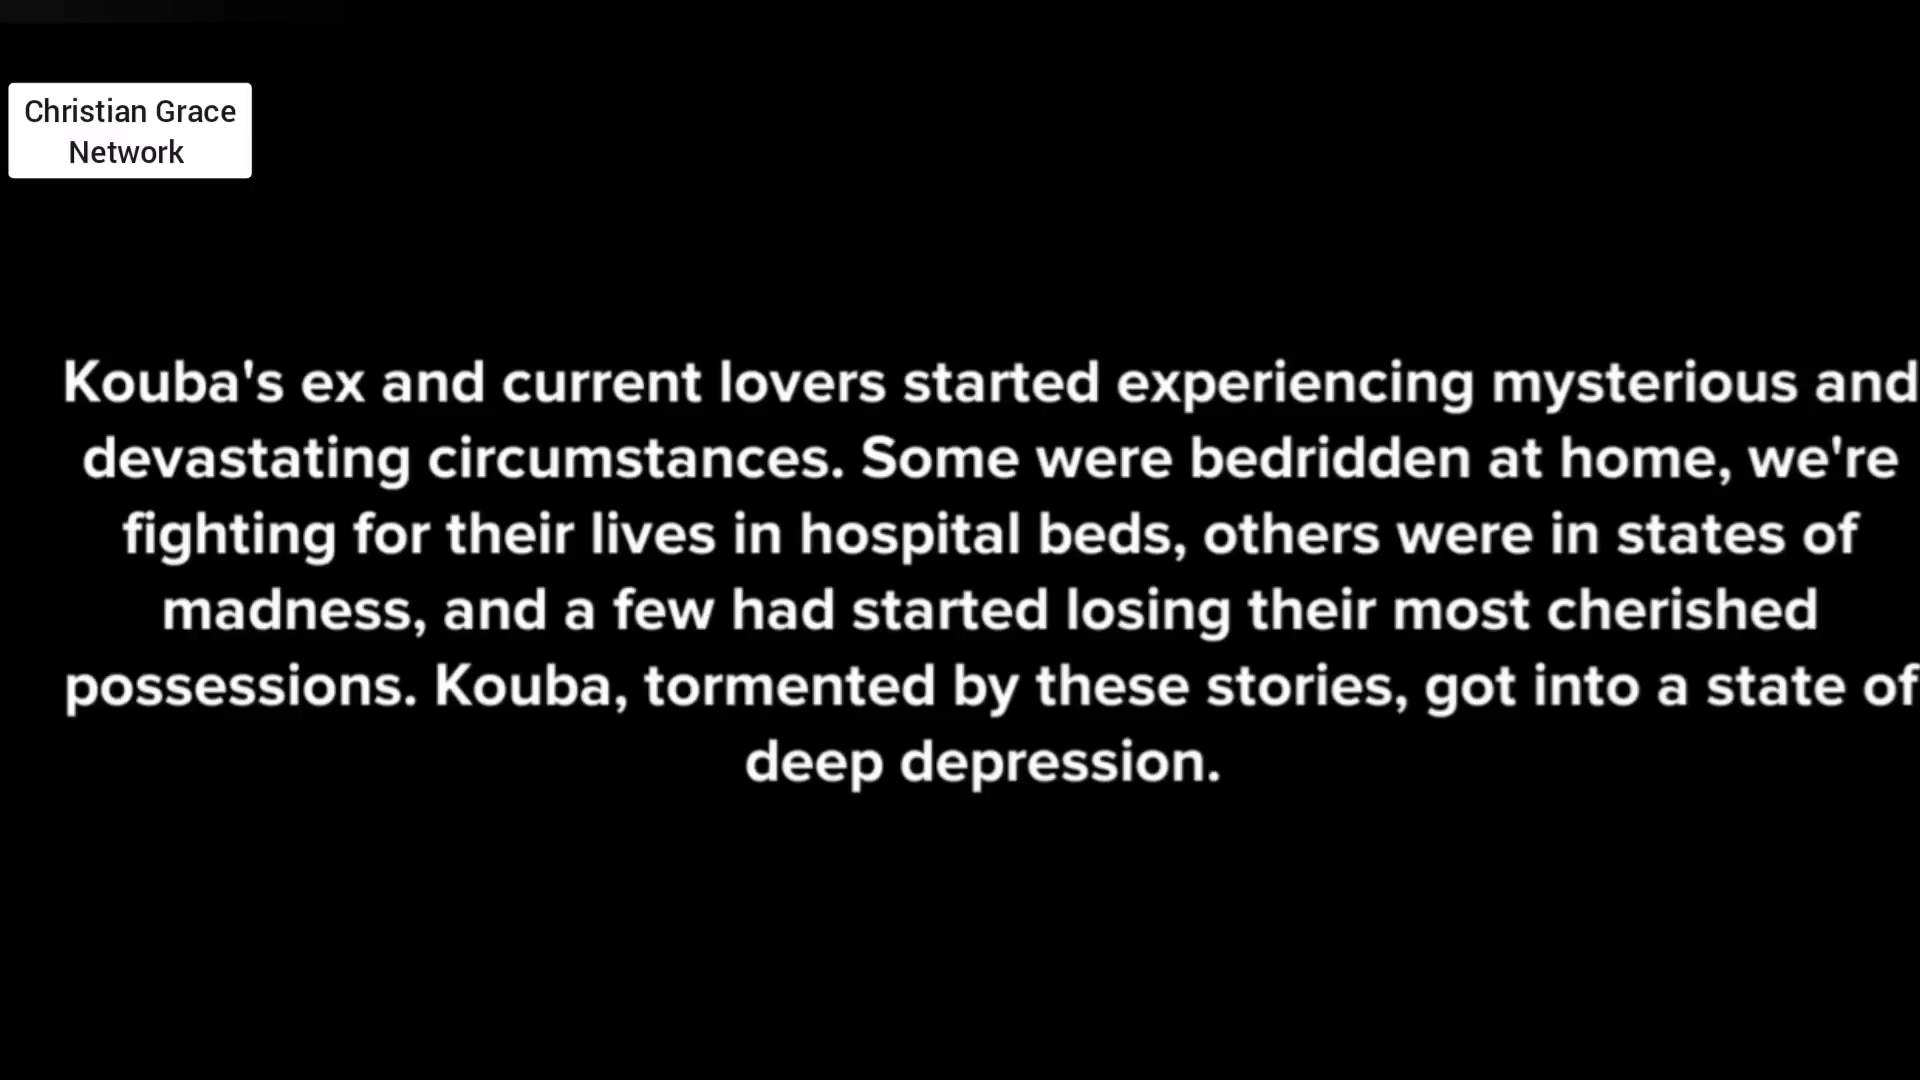 Christian Grace
Network
Kouba's ex and current lovers started experiencing mysterious and
devastating circumstances. Some were bedridden at home, we're
fighting for their lives in hospital beds, others were in states of
madness, and a few had started losing their most cherished
possessions. Kouba, tormented by these stories, got into a state of
deep depression.